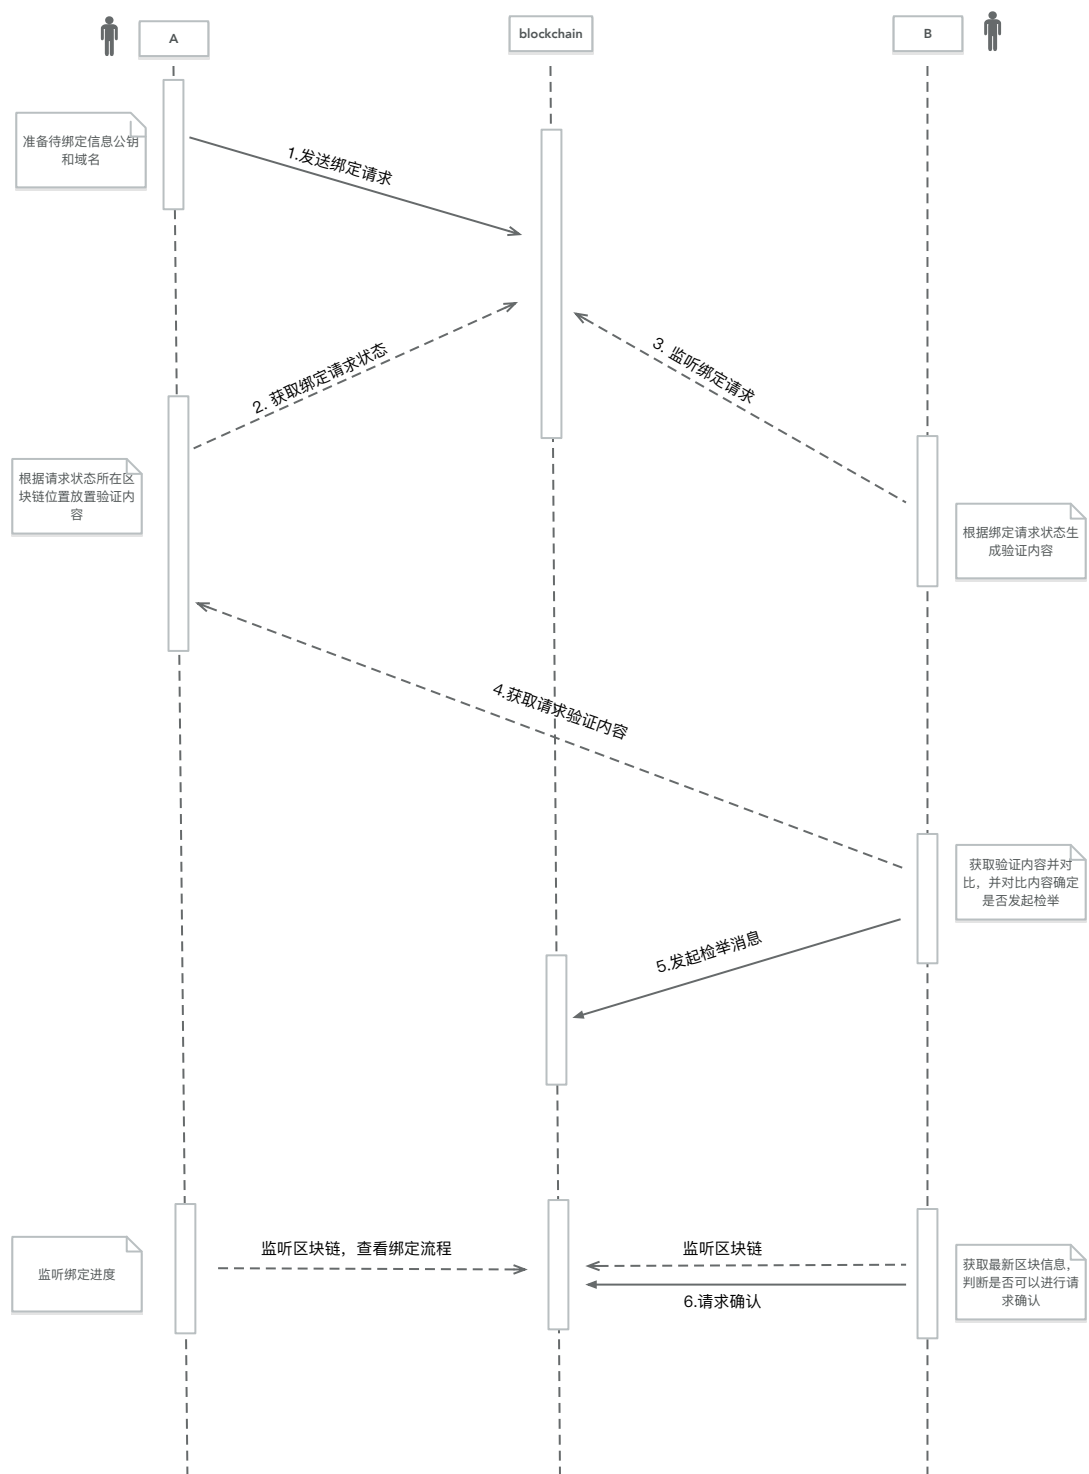 A
blockchain
B
准备待绑定信息公钥
和域名
1.发送绑定请求
2. 获取绑定请求状态
3. 监听绑定请求
根据请求状态所在区
块链位置放置验证内
容
根据绑定请求状态生
成验证内容
4.获取请求验证内容
获取验证内容并对
比，并对比内容确定
是否发起检举
5.发起检举消息
监听绑定进度
监听区块链，查看绑定流程
监听区块链
6.请求确认
获取最新区块信息，
判断是否可以进行请
求确认